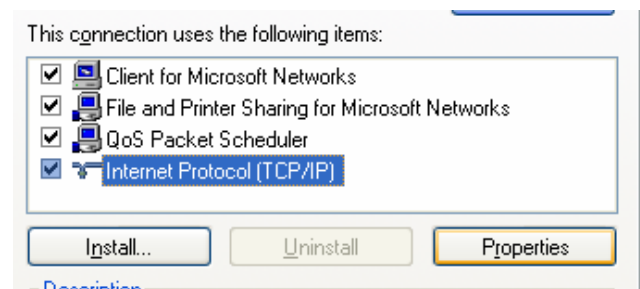 This connection uses the following items:
Client for Microsoft Networks
File and Printer Sharing for Microsoft Networks
QoS Packet Scheduler
Internet Protocol (TCP/IP)
Install... Uninstall Properties
Description